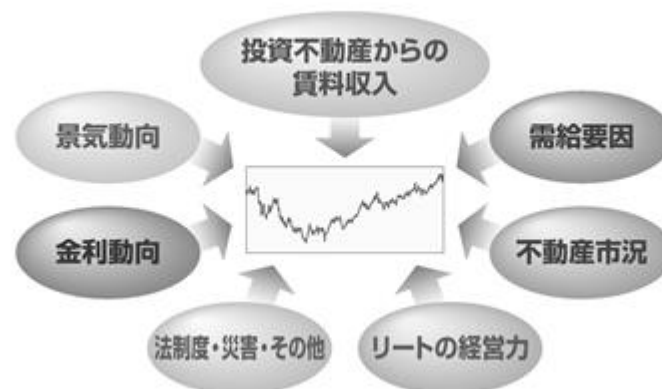 投資不動産からの
賃料収入
景気動向
需給要因
金利動向
不動産市況
法制度・災害・その他
リートの経営力